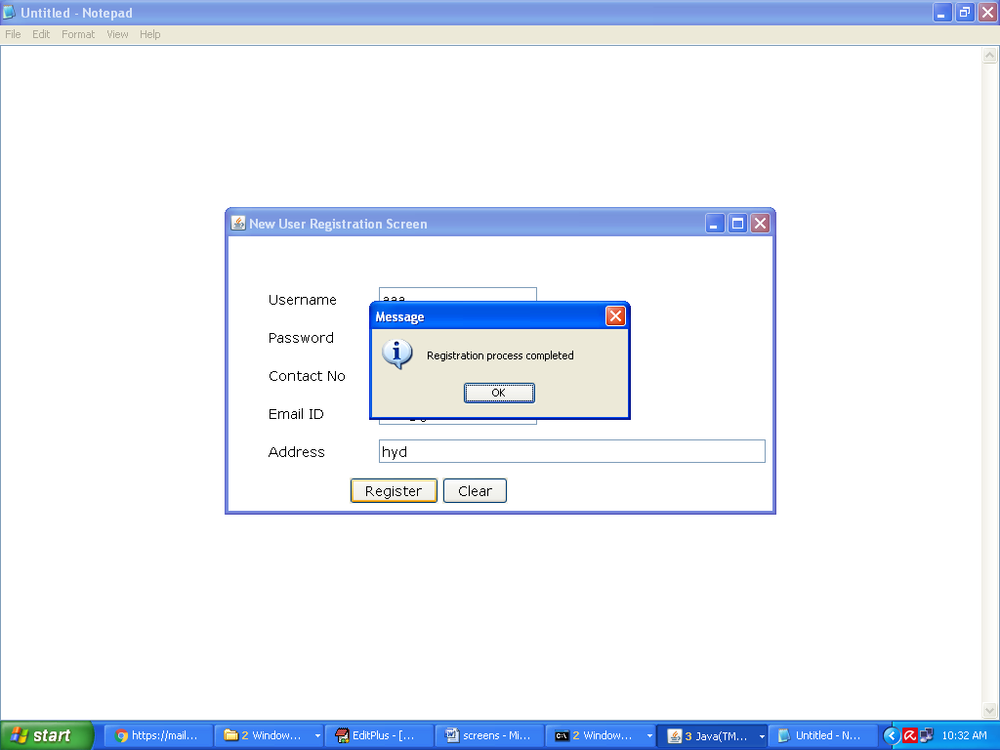 Untitled - Notepad
File Edit Format View Help
New User Registration Screen
Username aaa
Message
Password
Registration process completed
Contact No
OK
Email ID
Address hyd
Register Clear
start https://mail... 2 Window... EditPlus - [... screens - Mi... 2 Window... 3 Java(TM... Untitled - N... 10:32 AM